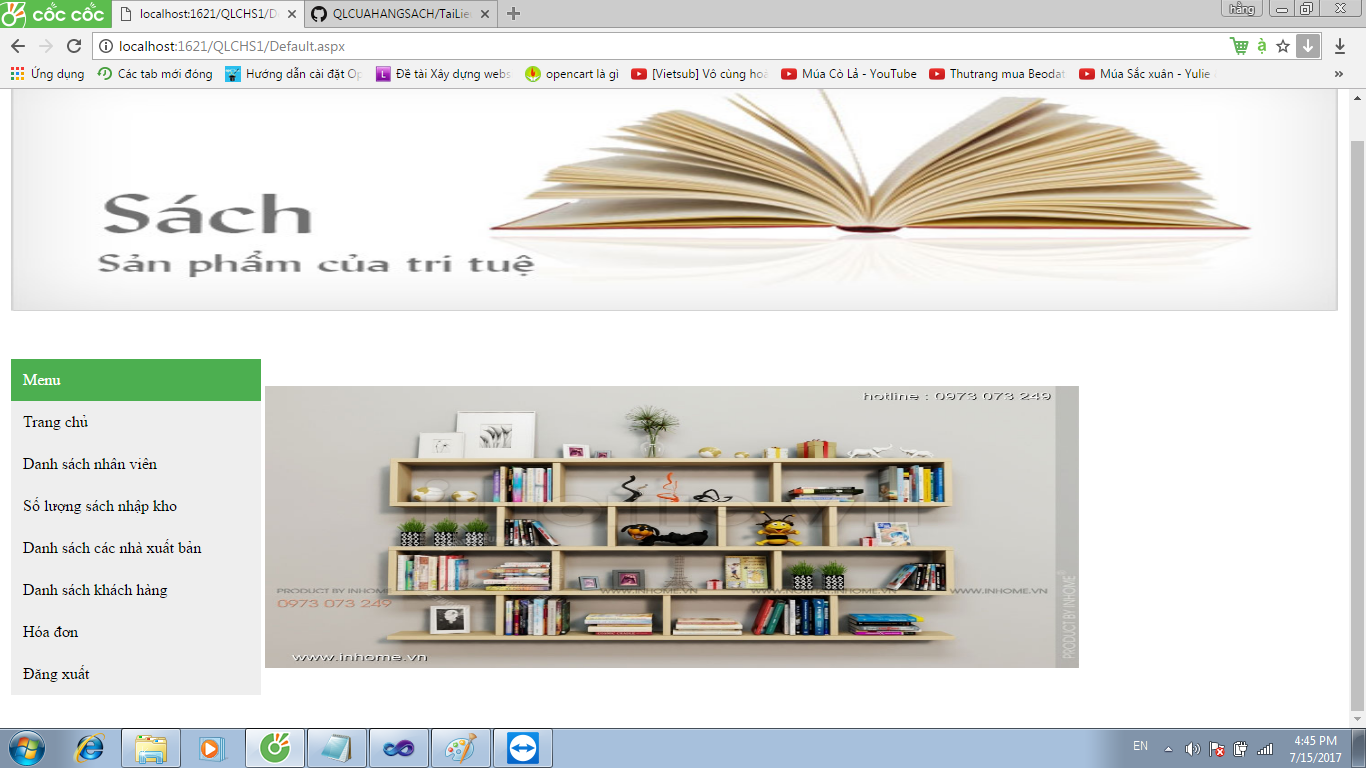 cốc cốc
localhost:1621/QLCHS1/D
QLCUAHANGSACH/TaiLie
hằng
localhost:1621/QLCHS1/Default.aspx
à
Ứng dụng
Các tab mới đóng
Hướng dẫn cài đặt Op
Đề tài Xây dựng webs
opencart là gì
[Vietsub] Vô cùng hoà
Múa Cò Lả - YouTube
Thutrang mua Beodat
Múa Sắc xuân - Yulie
»
Sách
Sản phẩm của trí tuệ
Menu
Trang chủ
Danh sách nhân viên
Số lượng sách nhập kho
Danh sách các nhà xuất bản
Danh sách khách hàng
Hóa đơn
Đăng xuất
hotline : 0973 073 249
PRODUCT BY INHOME
0973 073 249
WWW.INHOME.VN
WWW.INHOME.VN
PRODUCT BY INHOME
www.inhome.vn
EN
4:45 PM
7/15/2017